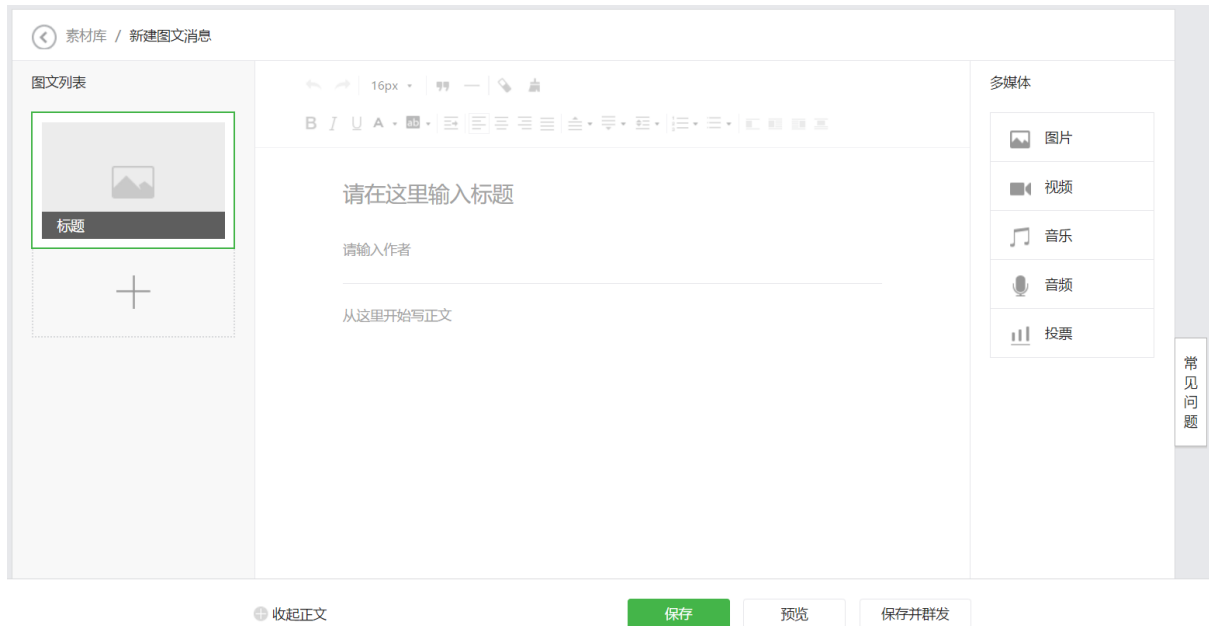 素材库 / 新建图文消息
图文列表
标题
16px
B I U A ab
请在这里输入标题
请输入作者
从这里开始写正文
多媒体
图片
视频
音乐
音频
投票
常见问题
收起正文
保存
预览
保存并群发